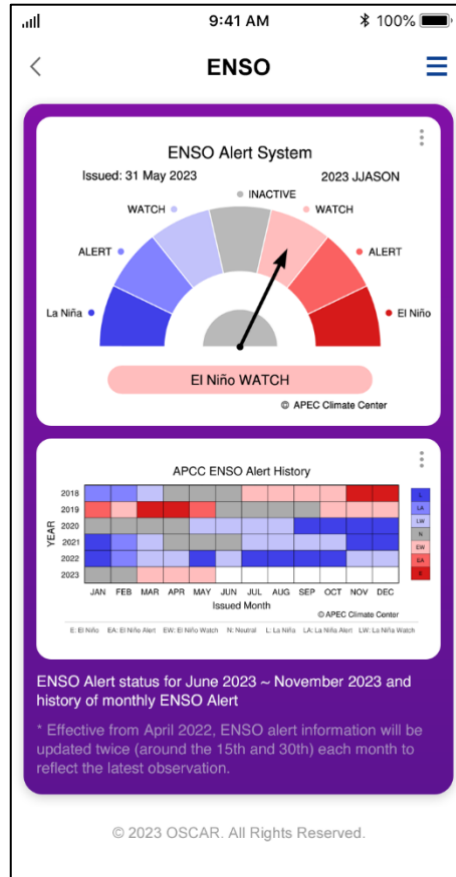 9:41 AM 100%
ENSO
ENSO Alert System
Issued: 31 May 2023 2023 JJASON
INACTIVE
WATCH WATCH
ALERT ALERT
La Niña El Niño
El Niño WATCH
© APEC Climate Center
APCC ENSO Alert History
YEAR
2018
2019
2020
2021
2022
2023
L
LA
LW
N
EW
EA
E
JAN FEB MAR APR MAY JUN JUL AUG SEP OCT NOV DEC
Issued Month
© APEC Climate Center
E: El Niño EA: El Niño Alert EW: El Niño Watch N: Neutral L: La Niña LA: La Niña Alert LW: La Niña Watch
ENSO Alert status for June 2023 ~ November 2023 and
history of monthly ENSO Alert
* Effective from April 2022, ENSO alert information will be
updated twice (around the 15th and 30th) each month to
reflect the latest observation.
© 2023 OSCAR. All Rights Reserved.